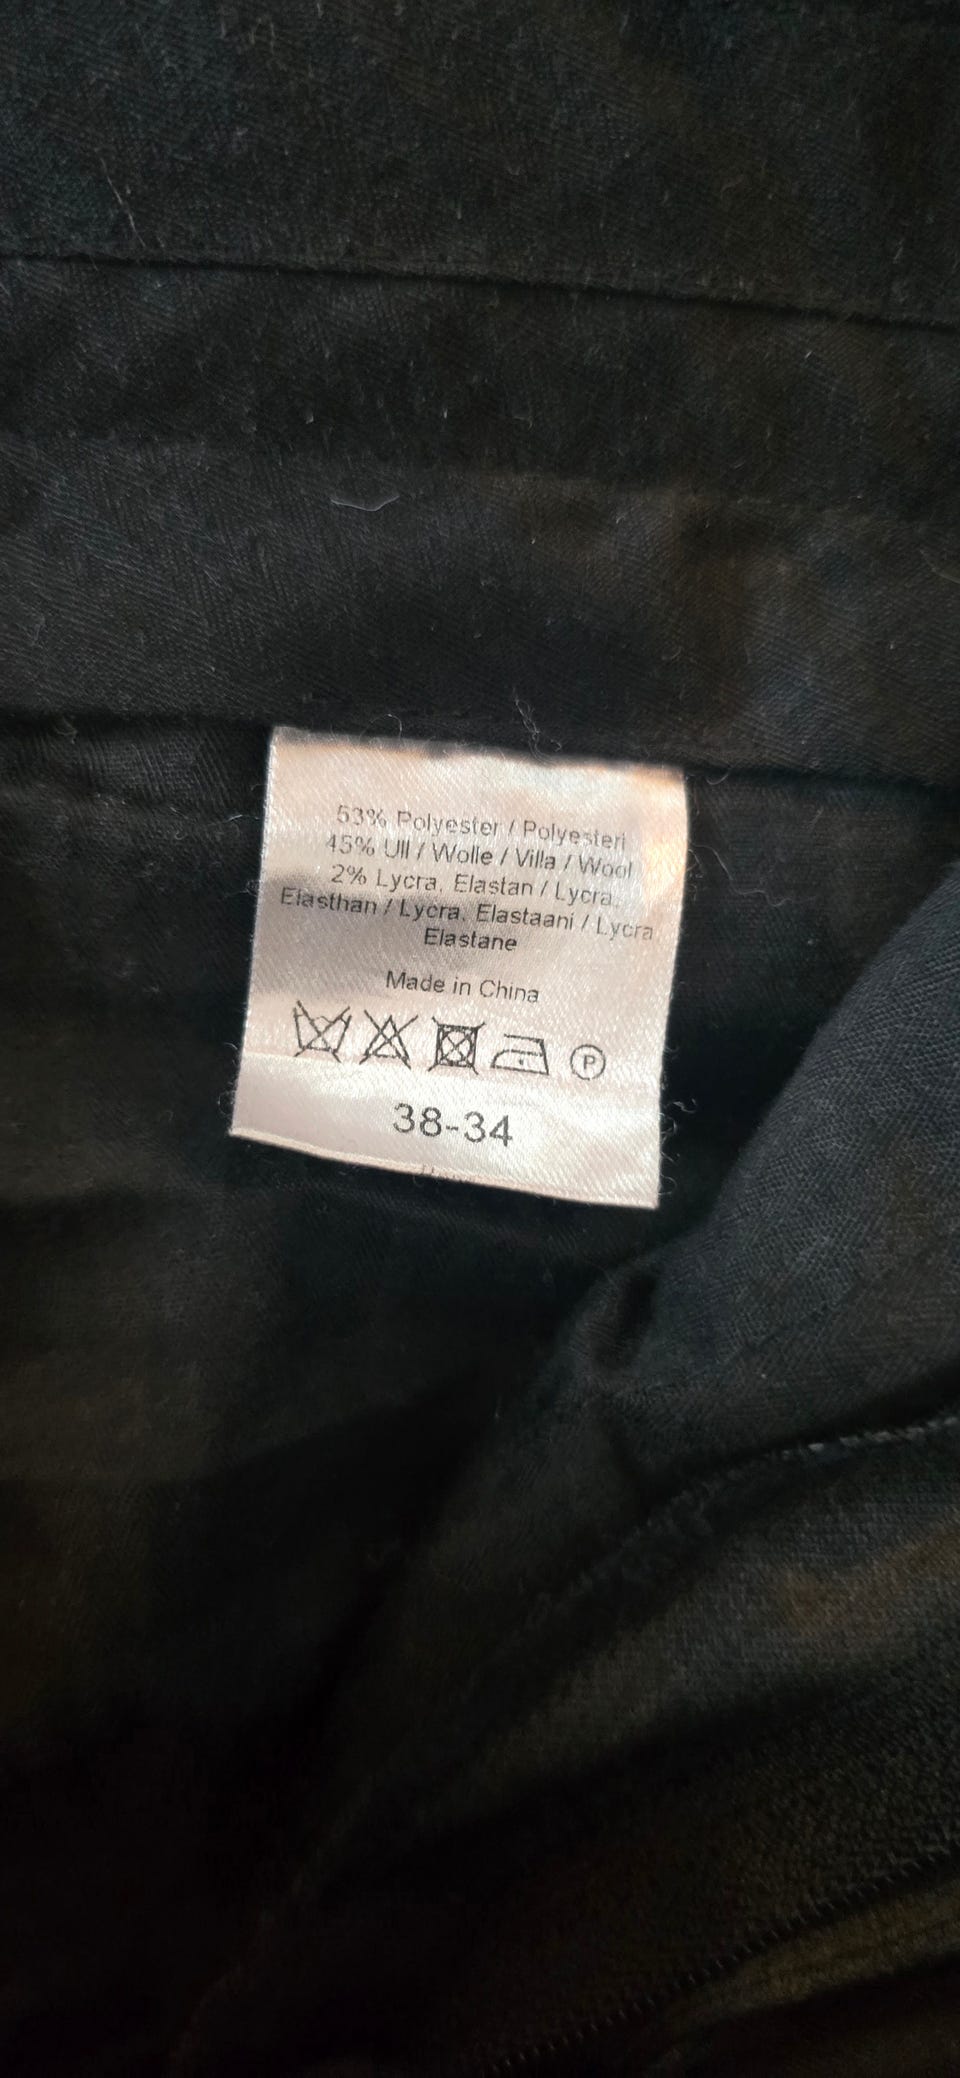 53% Polyester / Polyesteri
45% Ull / Wolle / Villa / Wool
2% Lycra, Elastan / Lycra,
Elasthan / Lycra, Elastaani / Lycra
Elastane
Made in China
P
38-34